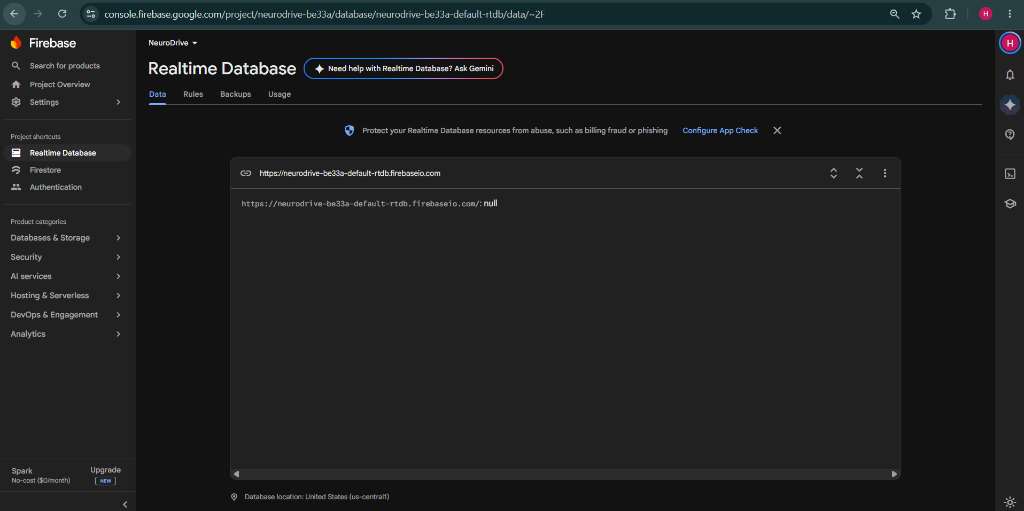 console.firebase.google.com/project/neurodrive-be33a/database/neurodrive-be33a-default-rtdb/data/~2F
H
Firebase
Search for products
Project Overview
Settings
Project shortcuts
Realtime Database
Firestore
Authentication
Product categories
Databases & Storage
Security
AI services
Hosting & Serverless
DevOps & Engagement
Analytics
Spark
No-cost ($0/month)
Upgrade
NEW
NeuroDrive
Realtime Database
Need help with Realtime Database? Ask Gemini
Data Rules Backups Usage
Protect your Realtime Database resources from abuse, such as billing fraud or phishing Configure App Check
https://neurodrive-be33a-default-rtdb.firebaseio.com
https://neurodrive-be33a-default-rtdb.firebaseio.com/: null
Database location: United States (us-central1)
H